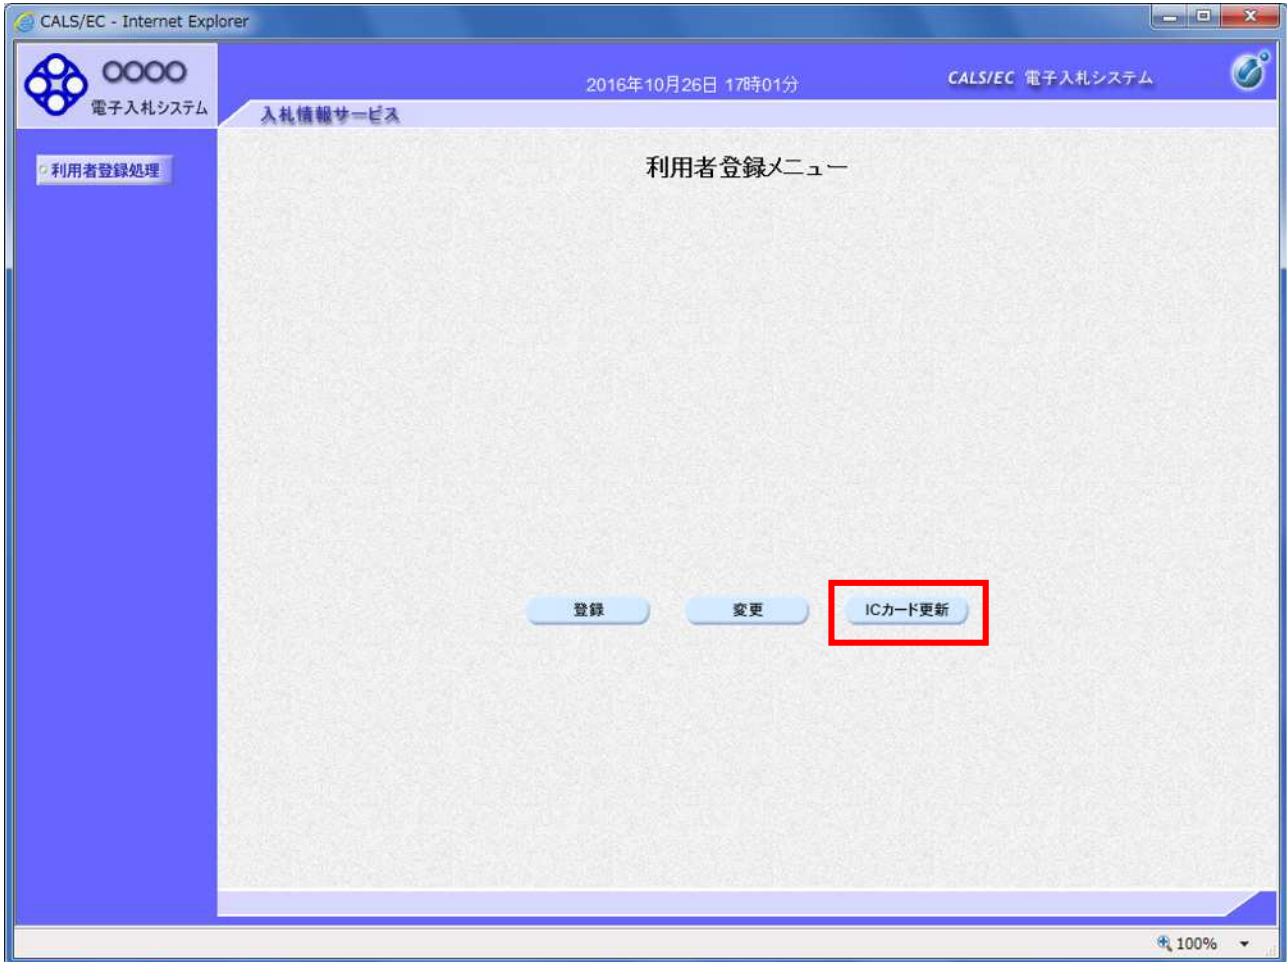 CALS/EC - Internet Explorer
〇〇〇〇
電子入札システム
2016年10月26日 17時01分
CALS/EC 電子入札システム
入札情報サービス
利用者登録処理
利用者登録メニュー
登録
変更
ICカード更新
100%